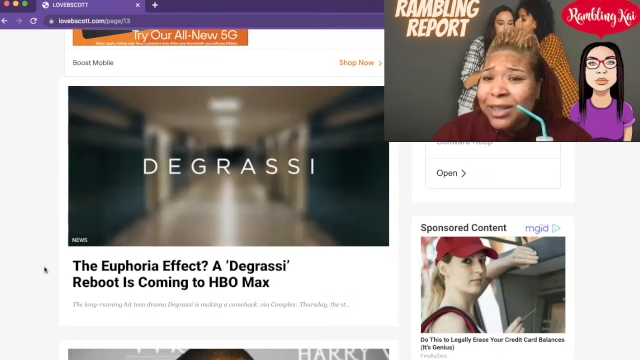 LOVEBSCOTT
lovebscott.com/page/13
Try Our All-New 5G
Boost Mobile
Shop Now
DEGRASSI
NEWS
The Euphoria Effect? A ‘Degrassi’
Reboot Is Coming to HBO Max
The long-running hit teen drama Degrassi is making a comeback. via Complex: Thursday, the st...
HARRY
RAMBLING
REPORT
Rambling Kai
Open
Sponsored Content
mgid
Do This to Legally Erase Your Credit Card Balances
(It's Genius)